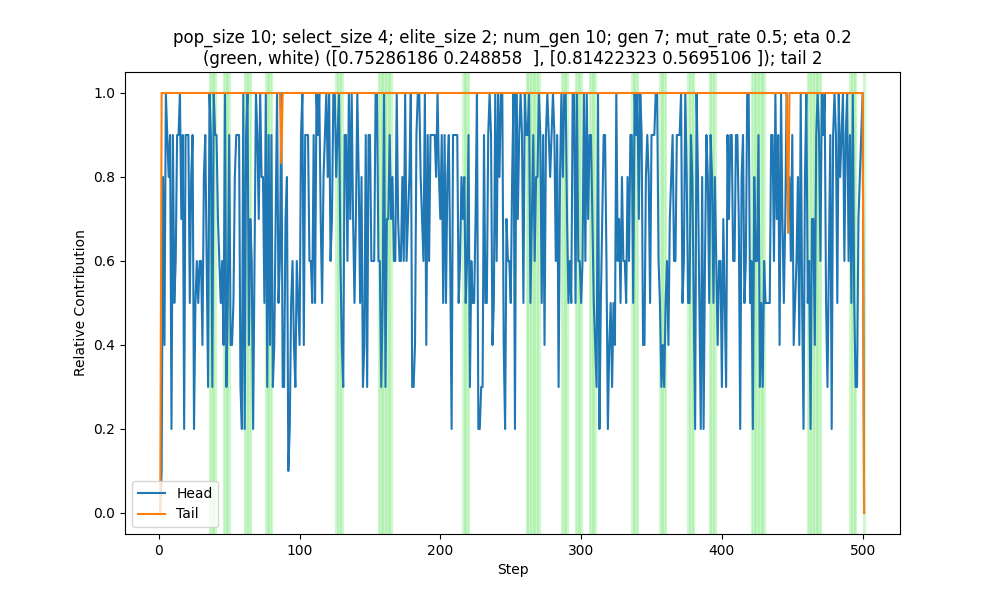 pop_size 10; select_size 4; elite_size 2; num_gen 10; gen 7; mut_rate 0.5; eta 0.2
(green, white) ([0.75286186 0.248858  ], [0.81422323 0.5695106 ]); tail 2
1.0
0.8
0.6
0.4
0.2
0.0
Relative Contribution
Head
Tail
0
100
200
300
400
500
Step